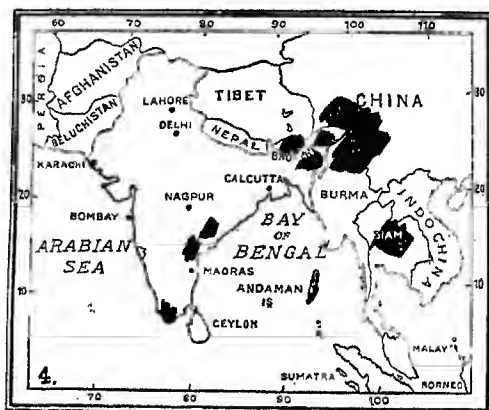 60 70 80 90 100 110
PERSIA
AFGHANISTAN
BELUCHISTAN
LAHORE
DELHI
TIBET
NEPAL
CHINA
KARACHI
CALCUTTA
BURMA
NAGPUR
BOMBAY
INDO CHINA
SIAM
ARABIAN
SEA
BAY
OF
BENGAL
MADRAS
ANDAMAN
IS
CEYLON
MALAY
SUMATRA
BORNEO
30
20
10
30
20
10
4.
70 80 90 100